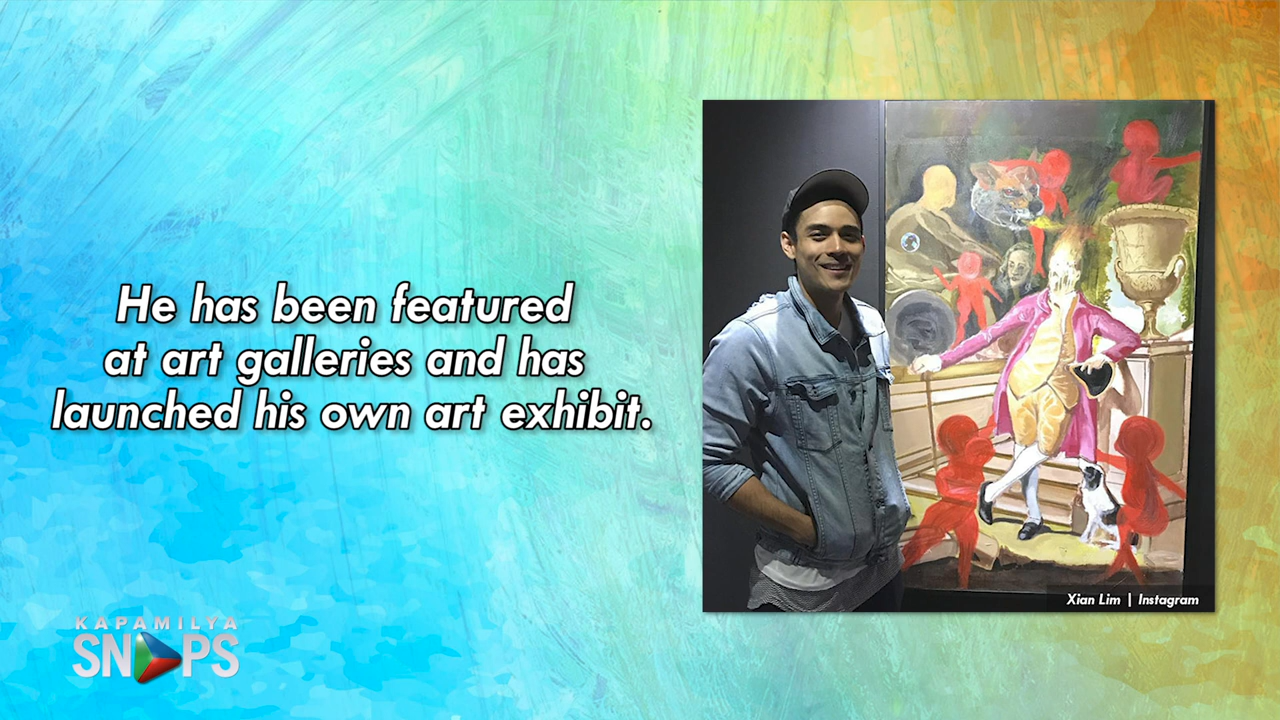 He has been featured
at art galleries and has
launched his own art exhibit.
Xian Lim | Instagram
KAPAMILYA
SNAPS